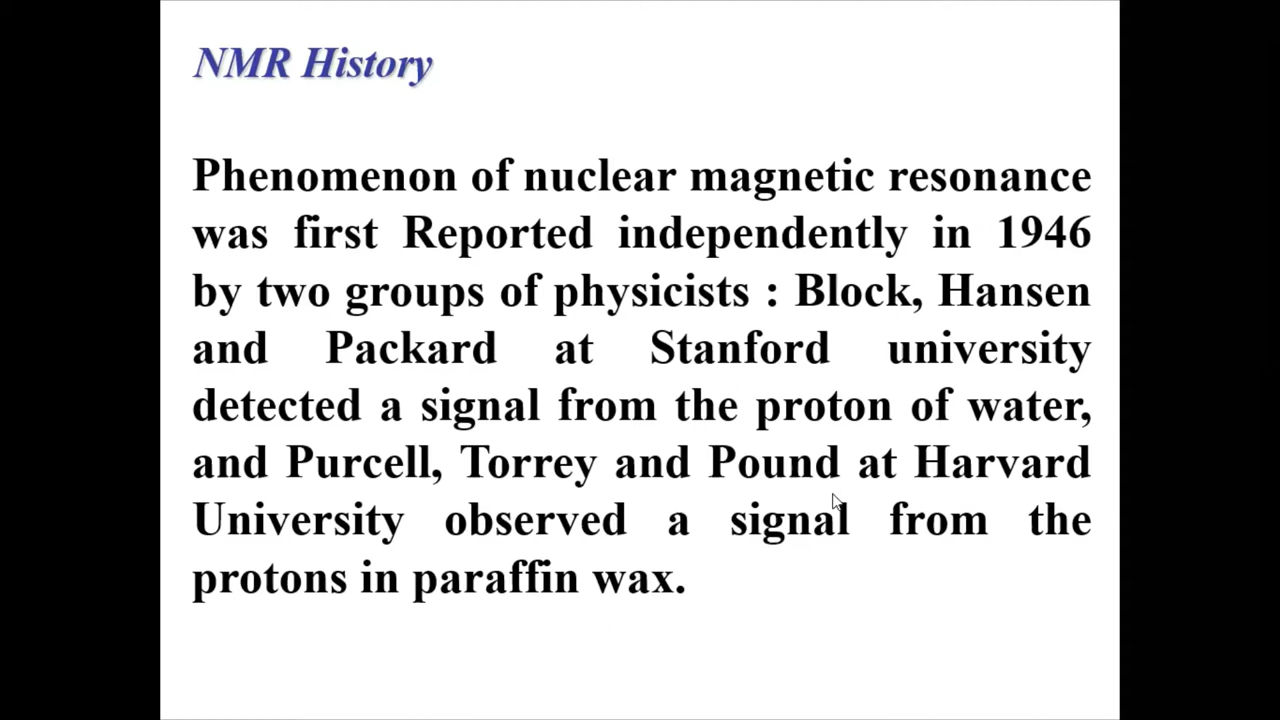 NMR History
Phenomenon of nuclear magnetic resonance
was first Reported independently in 1946
by two groups of physicists : Block, Hansen
and Packard at Stanford university
detected a signal from the proton of water,
and Purcell, Torrey and Pound at Harvard
University observed a signal from the
protons in paraffin wax.